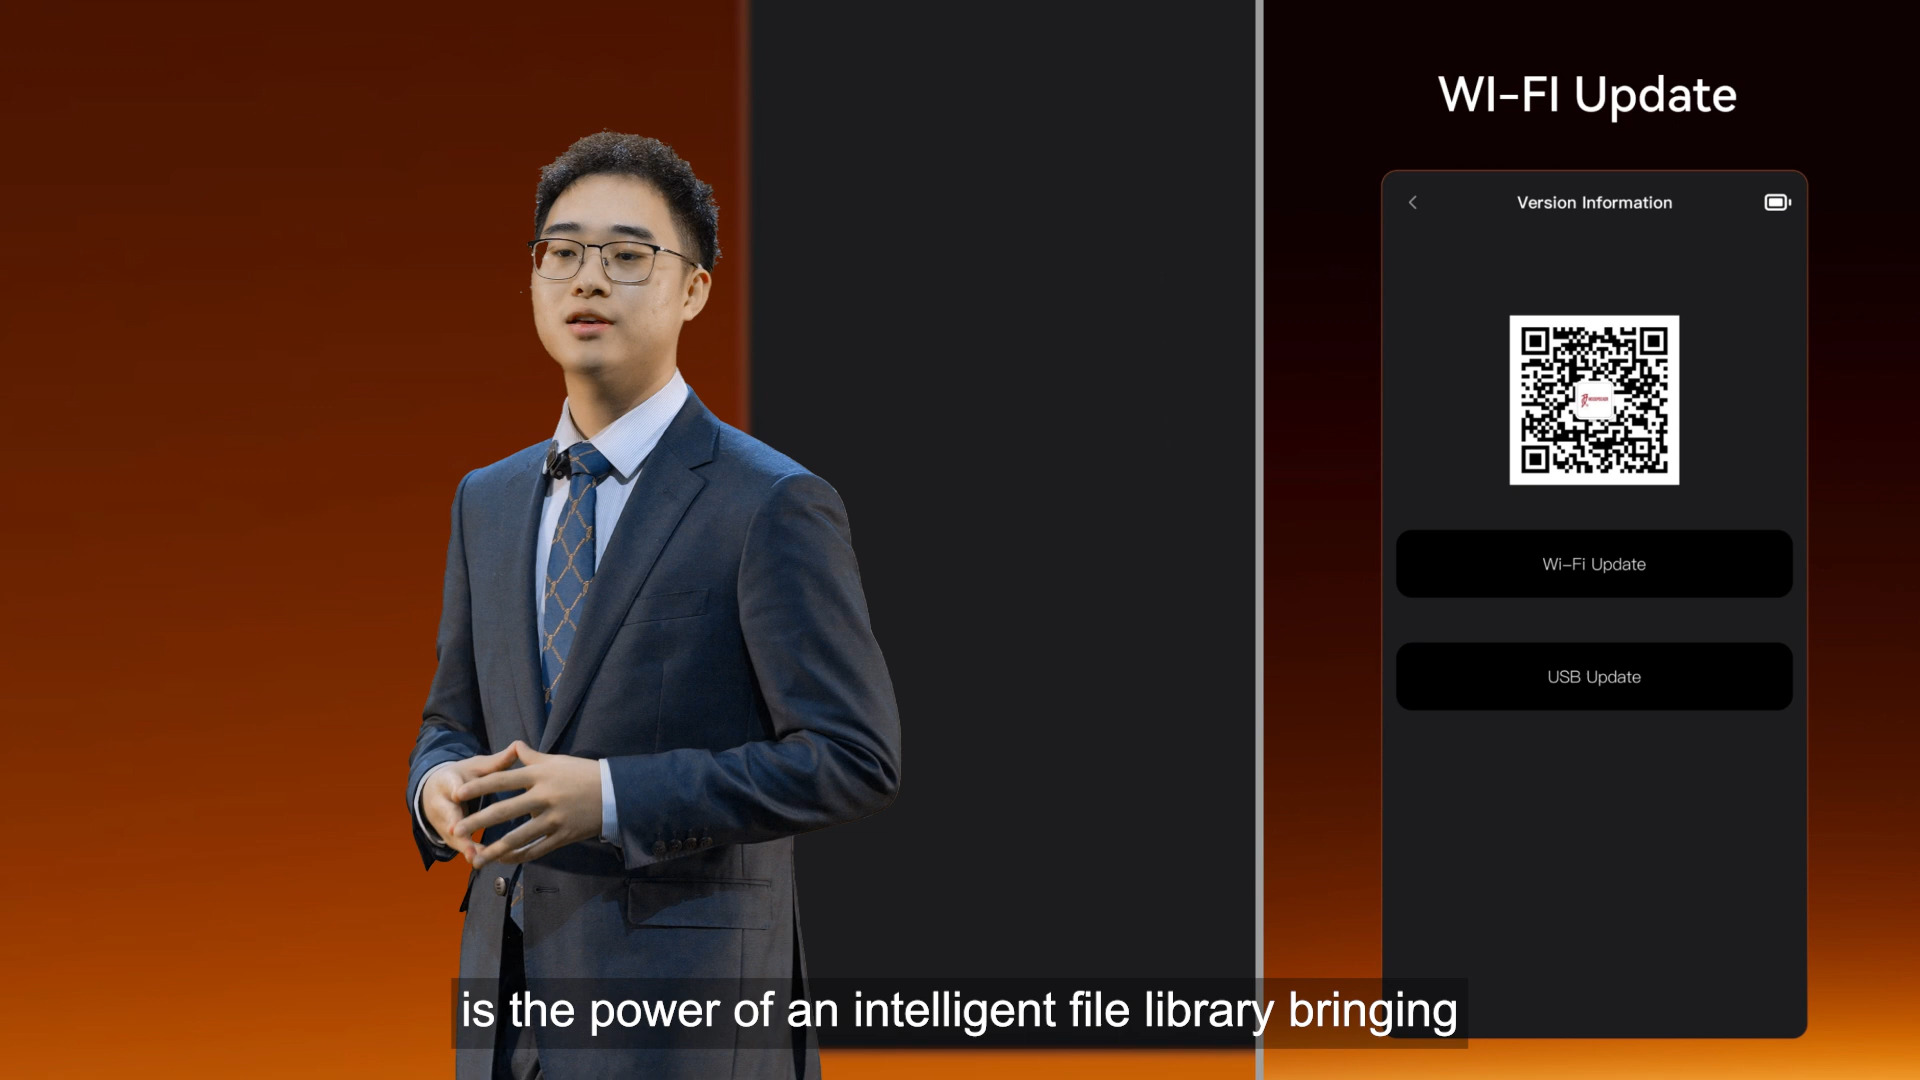 WI-FI Update
Version Information
Wi-Fi Update
USB Update
is the power of an intelligent file library bringing